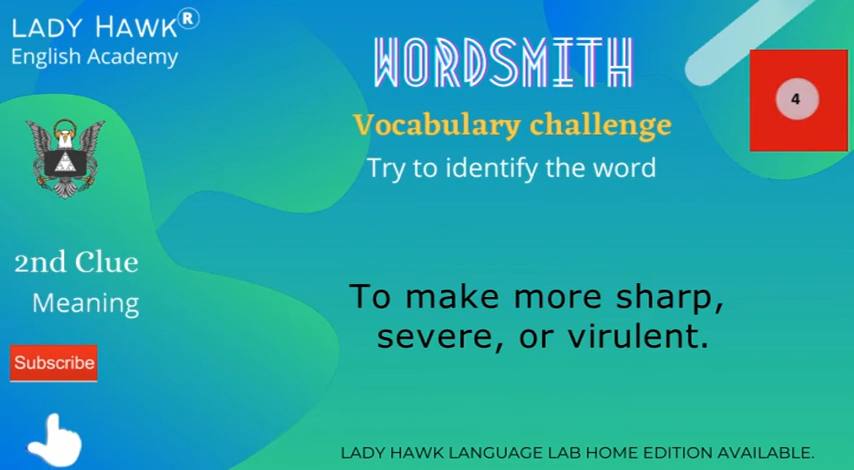 LADY HAWK®
English Academy
WORDSMITH
Vocabulary challenge
Try to identify the word
4
2nd Clue
Meaning
To make more sharp,
severe, or virulent.
Subscribe
LADY HAWK LANGUAGE LAB HOME EDITION AVAILABLE.